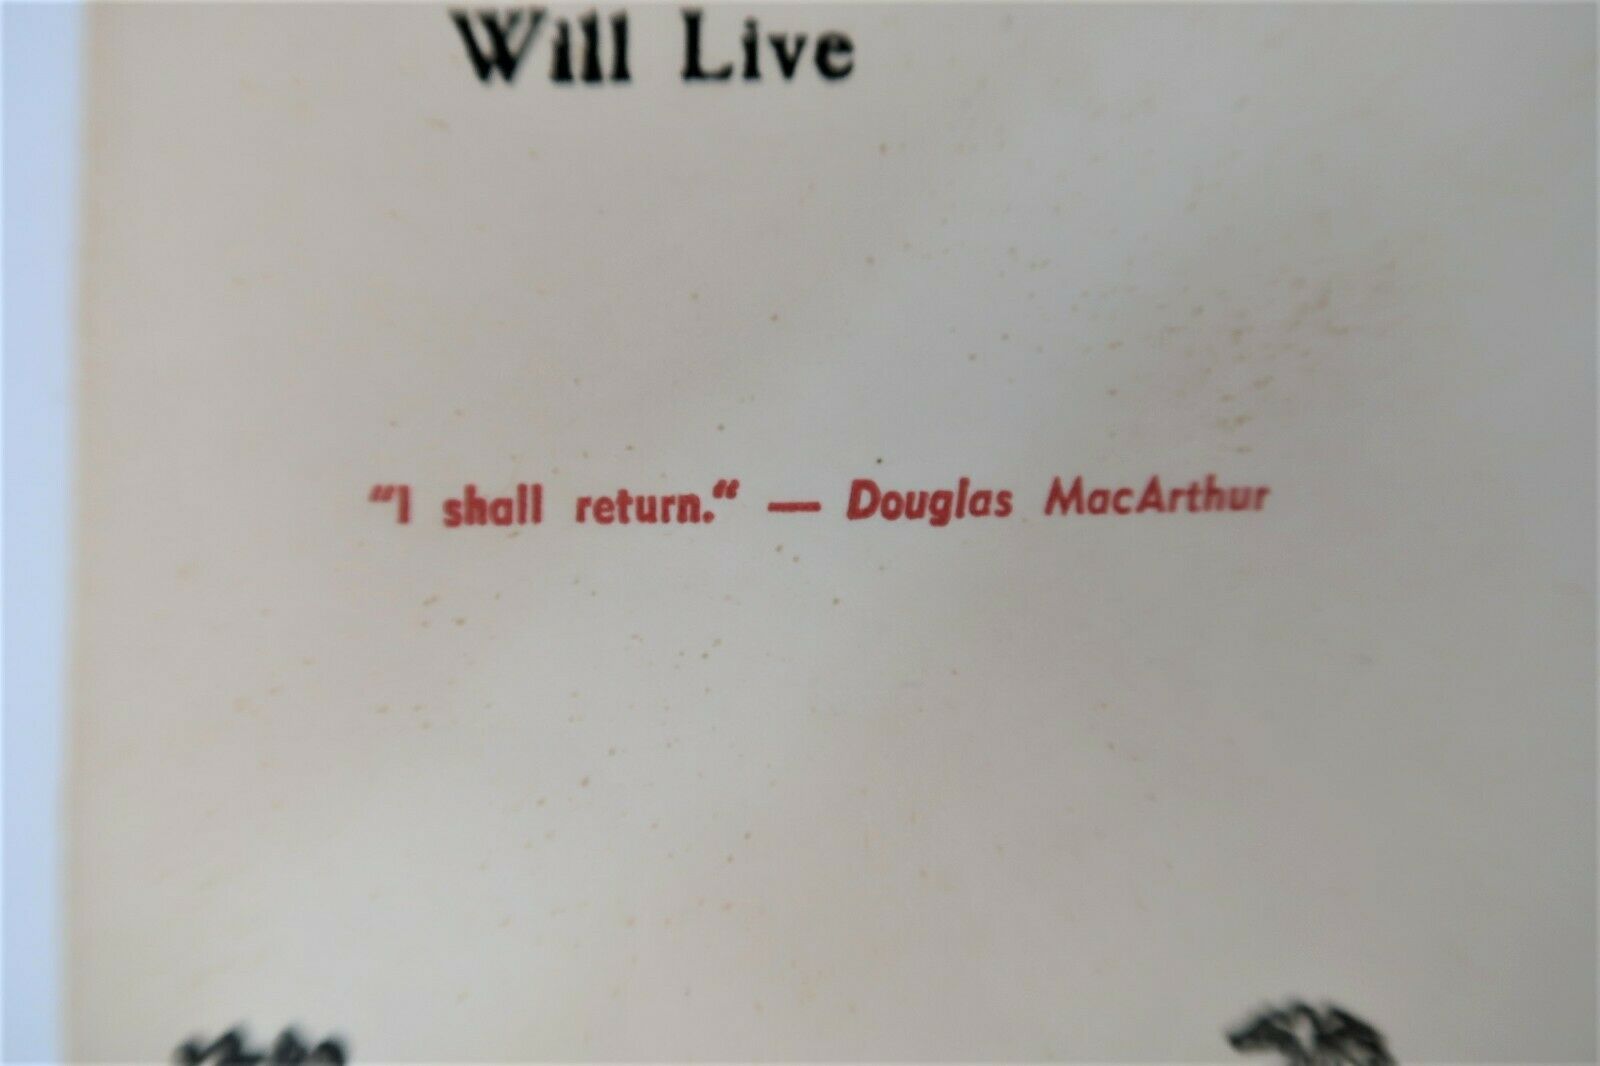 Will Live
“I shall return.“ — Douglas MacArthur